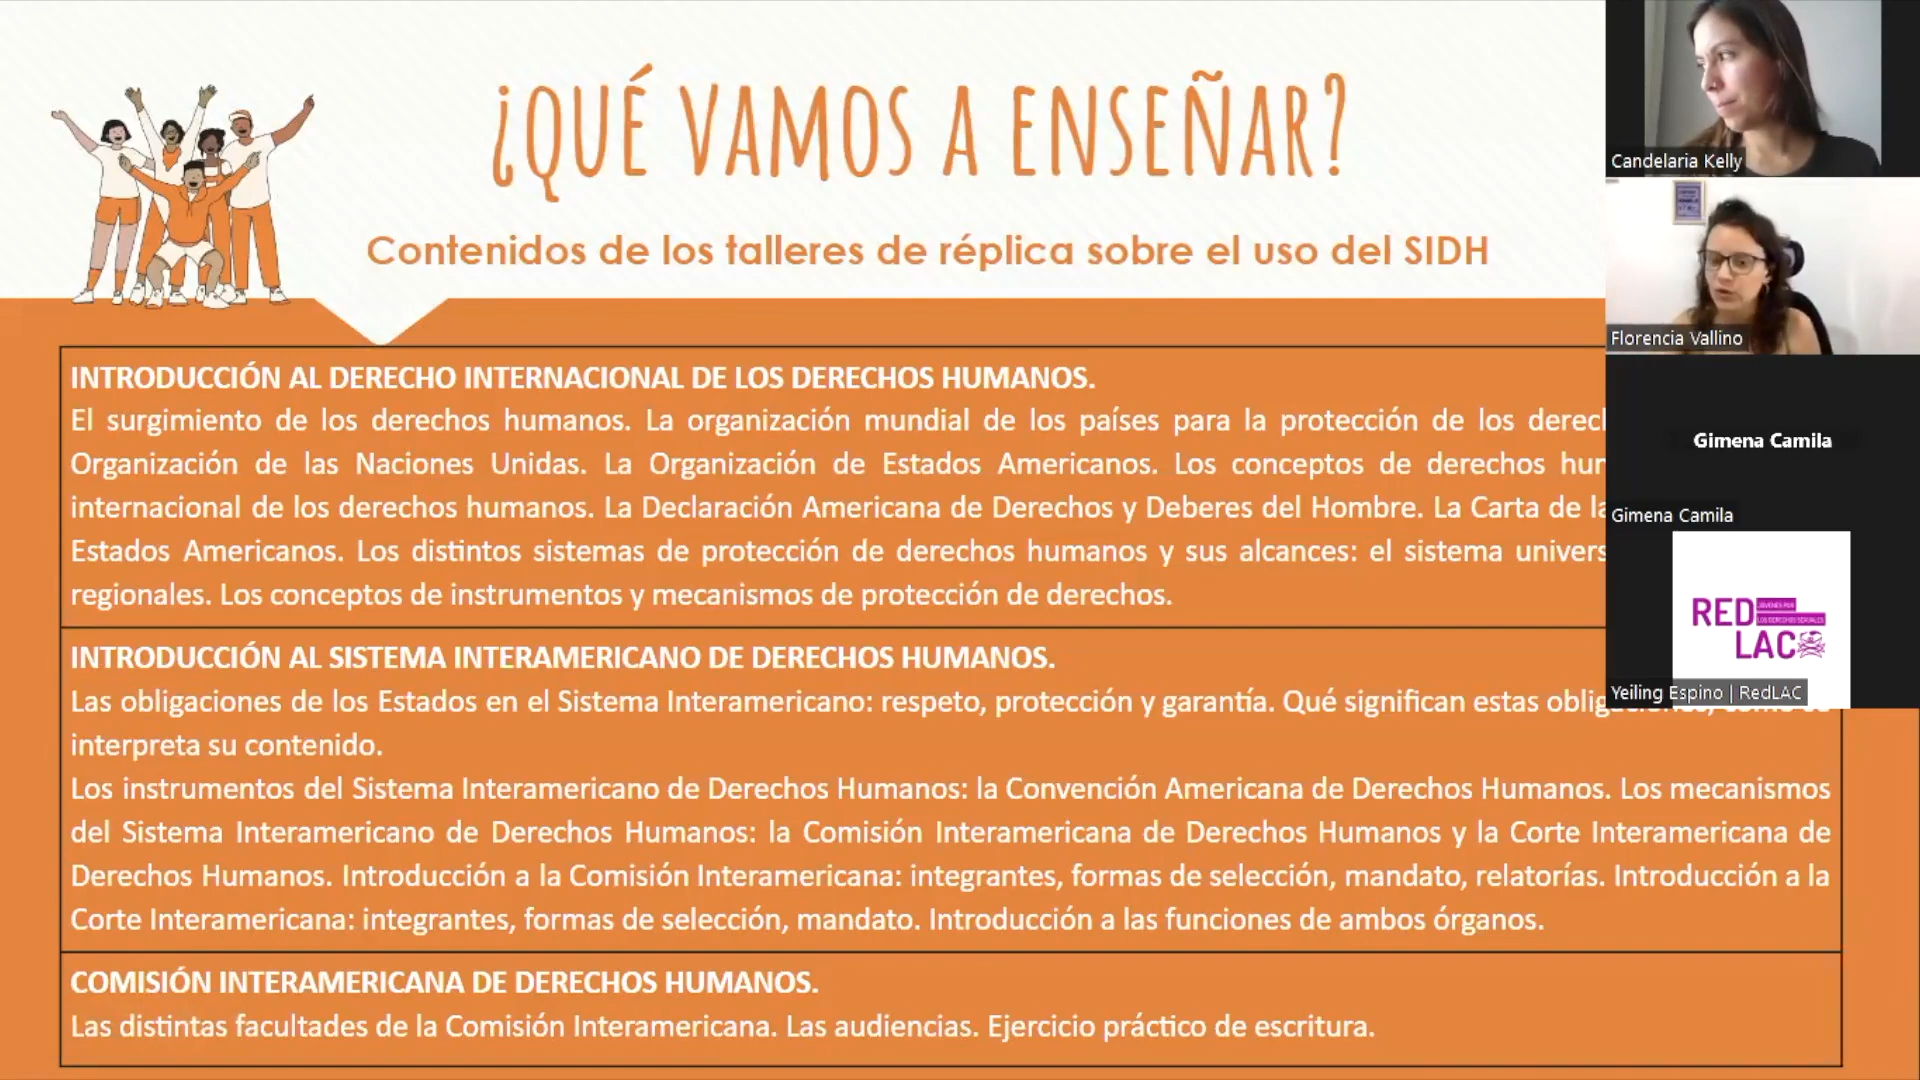 ¿QUÉ VAMOS A ENSEÑAR?
Contenidos de los talleres de réplica sobre el uso del SIDH
INTRODUCCIÓN AL DERECHO INTERNACIONAL DE LOS DERECHOS HUMANOS.
El surgimiento de los derechos humanos. La organización mundial de los países para la protección de los
Organización de las Naciones Unidas. La Organización de Estados Americanos. Los conceptos de derechos
internacional de los derechos humanos. La Declaración Americana de Derechos y Deberes del Hombre. La Carta de
Estados Americanos. Los distintos sistemas de protección de derechos humanos y sus alcances: el sistema
regionales. Los conceptos de instrumentos y mecanismos de protección de derechos.
INTRODUCCIÓN AL SISTEMA INTERAMERICANO DE DERECHOS HUMANOS.
Las obligaciones de los Estados en el Sistema Interamericano: respeto, protección y garantía. Qué significan estas
interpreta su contenido.
Los instrumentos del Sistema Interamericano de Derechos Humanos: la Convención Americana de Derechos Humanos. Los mecanismos
del Sistema Interamericano de Derechos Humanos: la Comisión Interamericana de Derechos Humanos y la Corte Interamericana de
Derechos Humanos. Introducción a la Comisión Interamericana: integrantes, formas de selección, mandato, relatorías. Introducción a la
Corte Interamericana: integrantes, formas de selección, mandato. Introducción a las funciones de ambos órganos.
COMISIÓN INTERAMERICANA DE DERECHOS HUMANOS.
Las distintas facultades de la Comisión Interamericana. Las audiencias. Ejercicio práctico de escritura.
Candelaria Kelly
Florencia Vallino
Gimena Camila
Gimena Camila
RED
LAC
Yeiling Espino | RedLAC